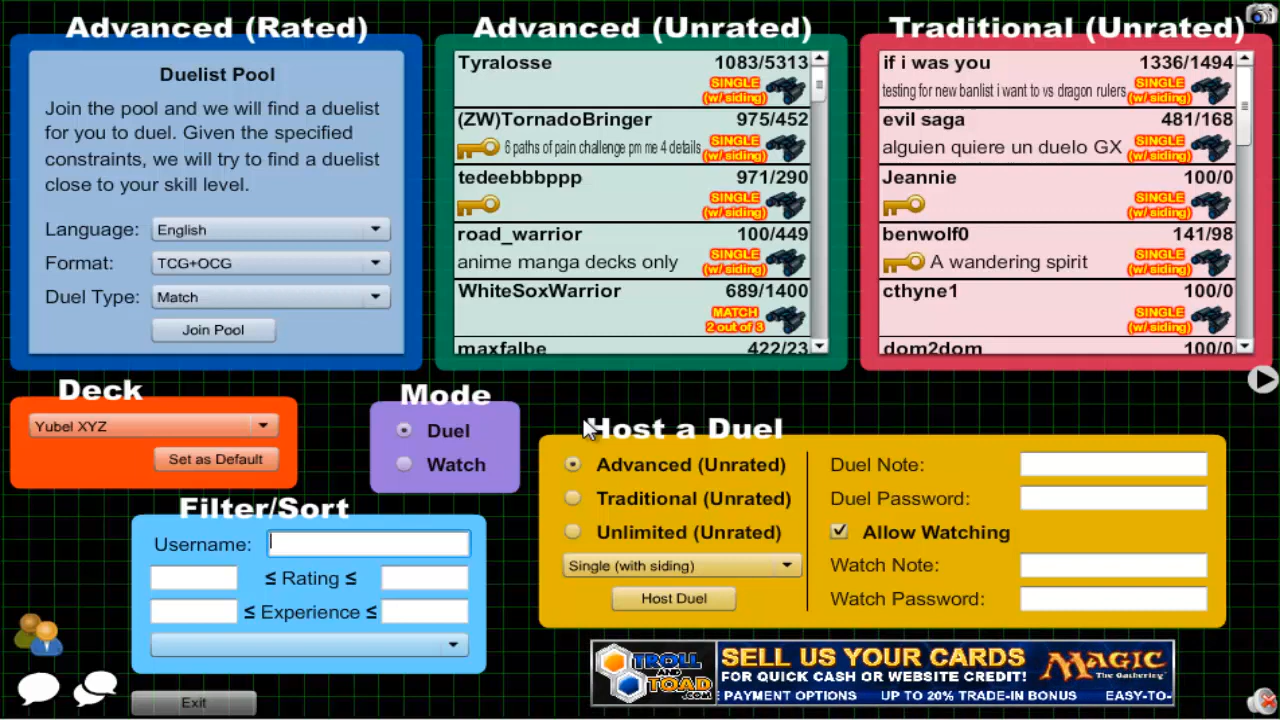 Advanced (Rated)
Duelist Pool
Join the pool and we will find a duelist
for you to duel. Given the specified
constraints, we will try to find a duelist
close to your skill level.
Language: English
Format: TCG+OCG
Duel Type: Match
Join Pool
Advanced (Unrated)
Tyralosse 1083/5313
SINGLE
(w/ siding)
(ZW)TornadoBringer 975/452
6 paths of pain challenge pm me 4 details
SINGLE
(w/ siding)
tedeebbbppp 971/290
SINGLE
(w/ siding)
road_warrior 100/449
anime manga decks only
SINGLE
(w/ siding)
WhiteSoxWarrior 689/1400
MATCH
2 out of 3
maxfalbe 422/23
Traditional (Unrated)
if i was you 1336/1494
testing for new banlist i want to vs dragon rulers
SINGLE
(w/ siding)
evil saga 481/168
alguien quiere un duelo GX
SINGLE
(w/ siding)
Jeannie 100/0
SINGLE
(w/ siding)
benwolf0 141/98
A wandering spirit
SINGLE
(w/ siding)
cthyne1 100/0
SINGLE
(w/ siding)
dom2dom 100/0
Deck
Yubel XYZ
Set as Default
Mode
Duel
Watch
Filter/Sort
Username:
≤ Rating ≤
≤ Experience ≤
Host a Duel
Advanced (Unrated)
Traditional (Unrated)
Unlimited (Unrated)
Single (with siding)
Host Duel
Duel Note:
Duel Password:
Allow Watching
Watch Note:
Watch Password:
TROLL
AND
TOAD
.COM
SELL US YOUR CARDS
FOR QUICK CASH OR WEBSITE CREDIT!
PAYMENT OPTIONS UP TO 20% TRADE-IN BONUS EASY-TO-
MAGIC
The Gathering
Exit